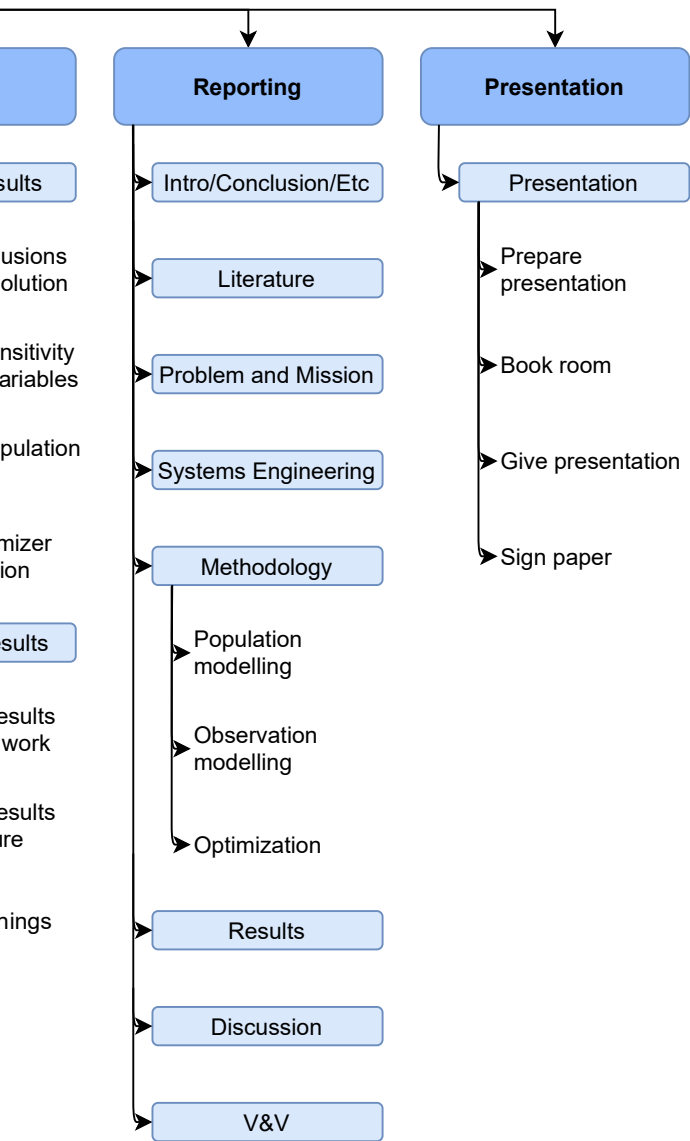 Reporting
Presentation
sults
Intro/Conclusion/Etc
Presentation
usions
olution
Literature
Prepare
presentation
nsitivity
ariables
Problem and Mission
Book room
pulation
Systems Engineering
Give presentation
mizer
ion
Methodology
Sign paper
sults
Population
modelling
esults
work
Observation
modelling
esults
ure
Optimization
nings
Results
Discussion
V&V